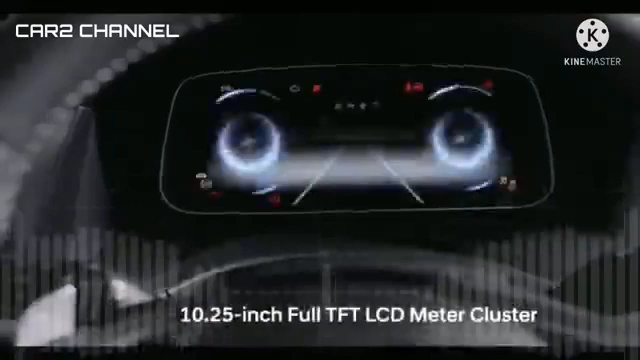 CAR2 CHANNEL
K
KINEMASTER
10.25-inch Full TFT LCD Meter Cluster